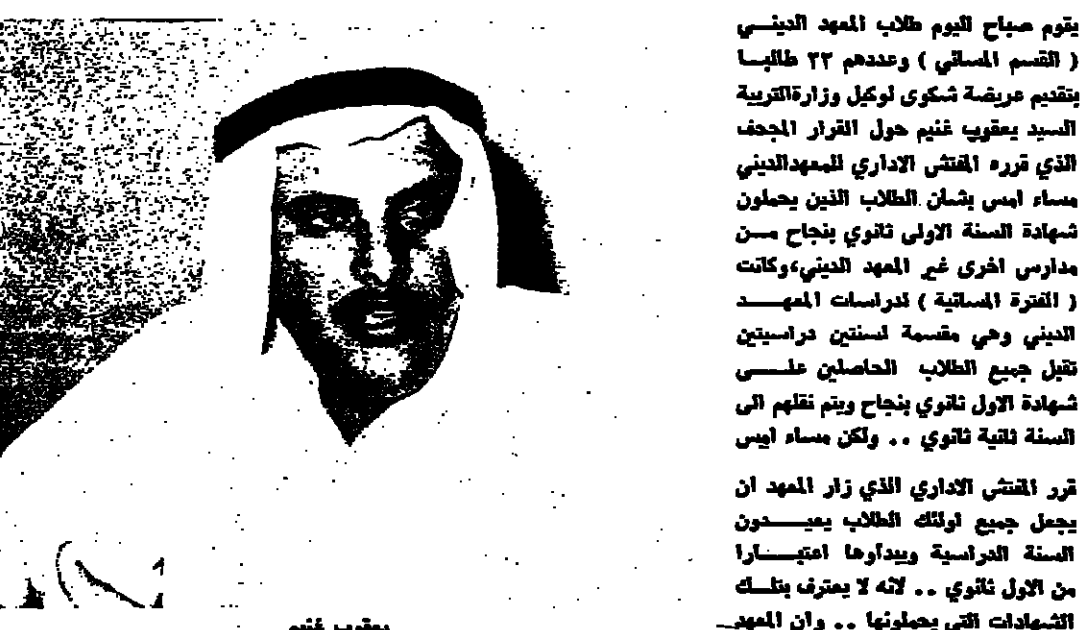 يقوم صباح اليوم طلاب المعهد الديني
( القسم المسائي ) وعددهم ٢٣ طالبا
بتقديم عريضة شكوى لوكيل وزارةالتربية
السيد يعقوب غنيم حول القرار المجحف
الذي قرره المفتش الاداري للمعهدالديني
مساء امس بشأن الطلاب الذين يحملون
شهادة السنة الاولى ثانوي بنجاح من
مدارس اخرى غير المعهد الديني،وكانت
( الفترة المسائية ) لدراسات المعهد
الديني وهي مقسمة لسنتين دراسيتين
تقبل جميع الطلاب الحاصلين على
شهادة الاول ثانوي بنجاح ويتم نقلهم الى
السنة ثانية ثانوي .. ولكن مساء امس
قرر المفتش الاداري الذي زار المعهد ان
يجعل جميع اولئك الطلاب يعيدون
السنة الدراسية ويبداوها اعتبارا
من الاول ثانوي .. لانه لا يعترف بتلك
الشهادات التي يحملونها .. وان المعهد
يعقوب غنيم